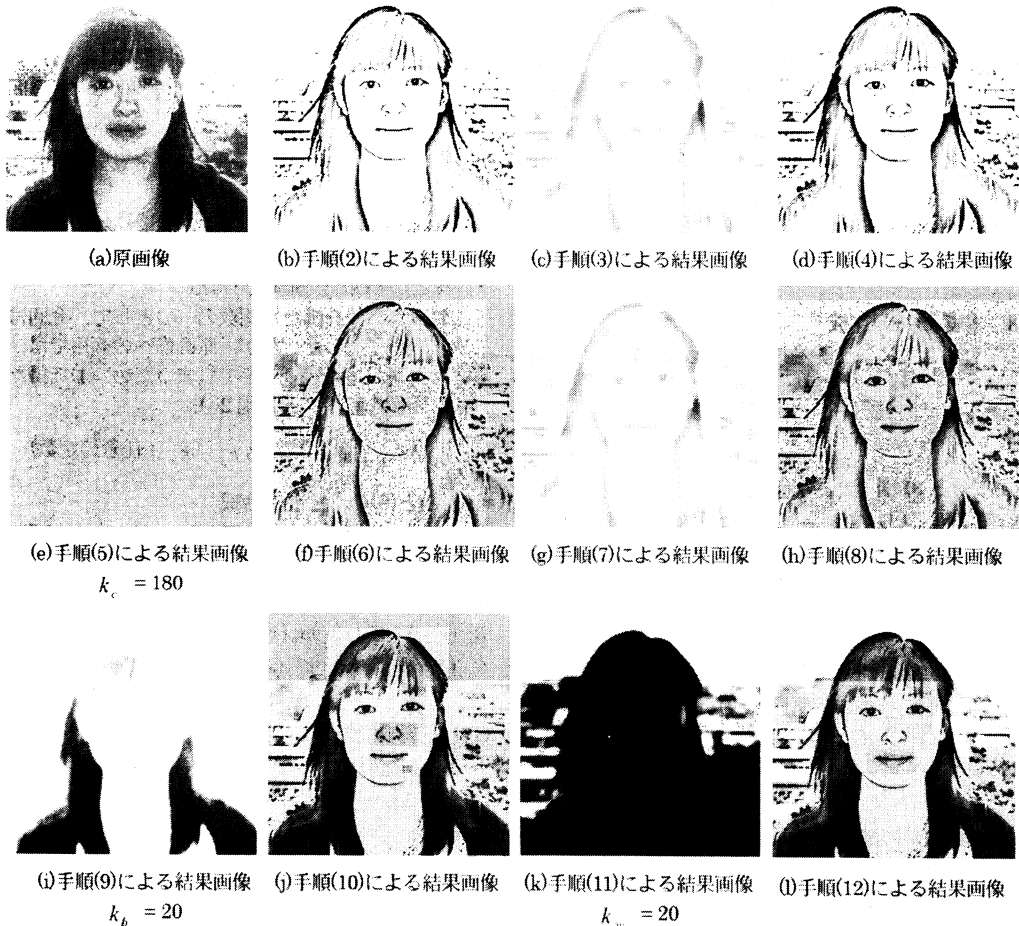 (a)原画像 (b)手順(2)による結果画像 (c)手順(3)による結果画像 (d)手順(4)による結果画像
(e)手順(5)による結果画像 (f)手順(6)による結果画像 (g)手順(7)による結果画像 (h)手順(8)による結果画像
k_c = 180
(i)手順(9)による結果画像 (j)手順(10)による結果画像 (k)手順(11)による結果画像 (l)手順(12)による結果画像
k_b = 20 k_w = 20